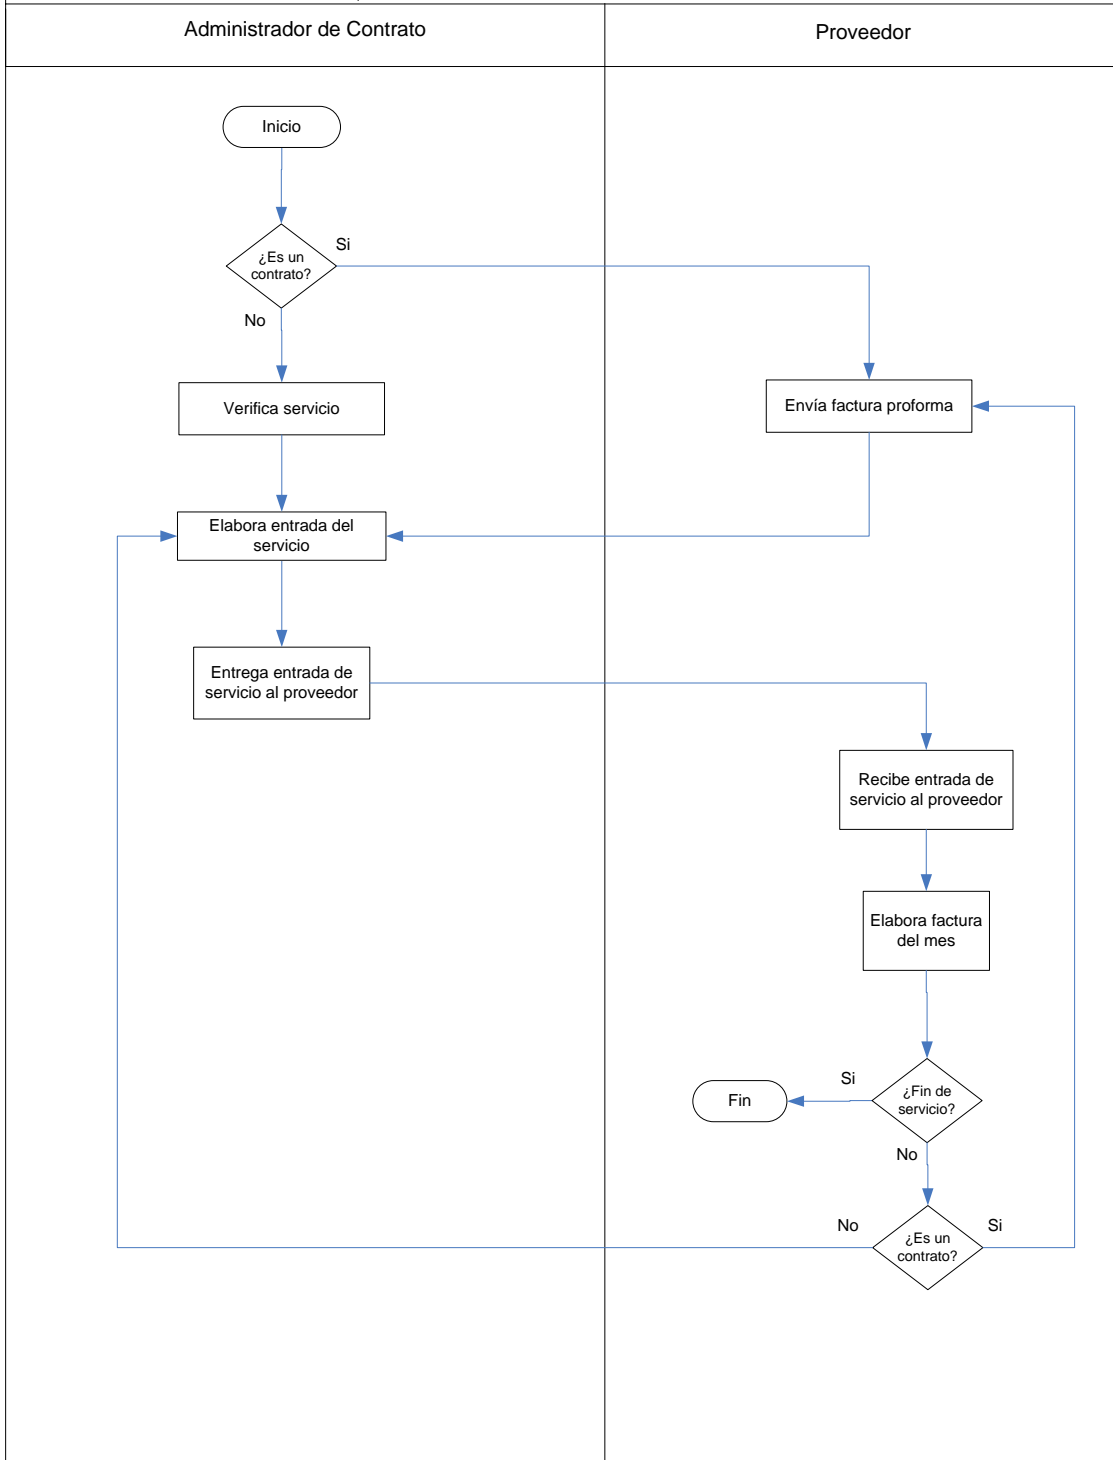 Administrador de Contrato
Proveedor
Inicio
¿Es un
contrato?
Si
No
Verifica servicio
Envía factura proforma
Elabora entrada del
servicio
Entrega entrada de
servicio al proveedor
Recibe entrada de
servicio al proveedor
Elabora factura
del mes
¿Fin de
servicio?
Si
Fin
No
¿Es un
contrato?
No
Si